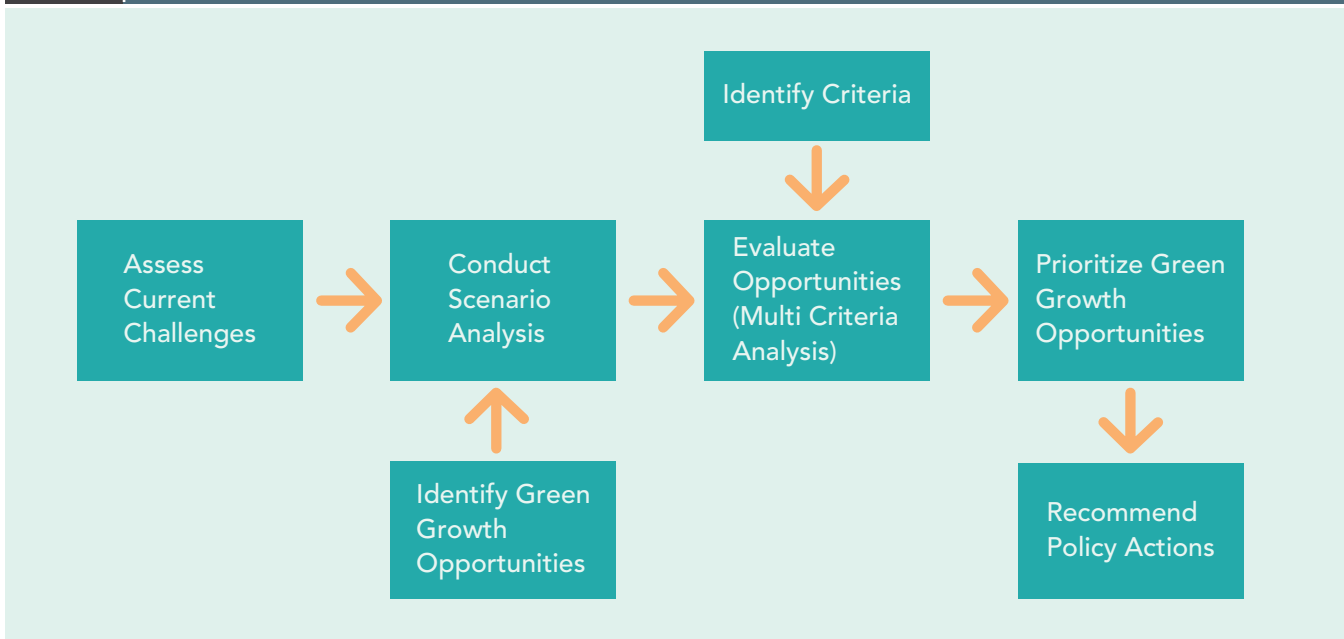 Identify Criteria
Assess
Current
Challenges
Conduct
Scenario
Analysis
Evaluate
Opportunities
(Multi Criteria
Analysis)
Prioritize Green
Growth
Opportunities
Identify Green
Growth
Opportunities
Recommend
Policy Actions